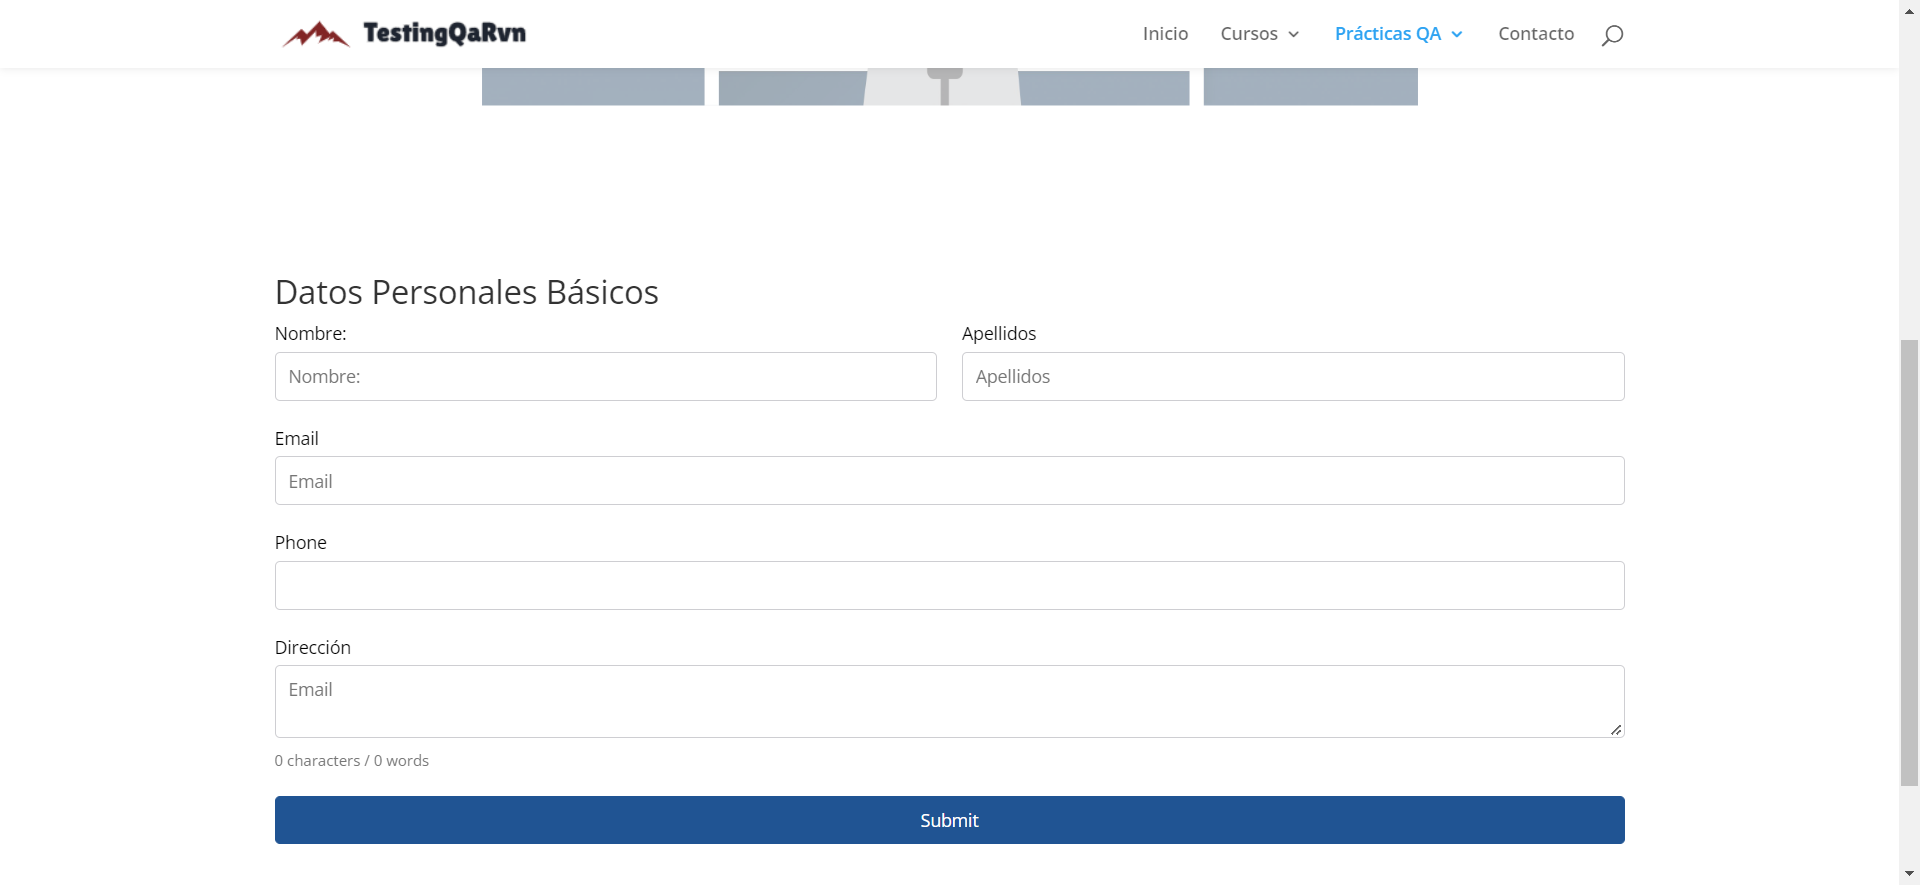 TestingQaRvn
Inicio
Cursos
Prácticas QA
Contacto
Datos Personales Básicos
Nombre:
Apellidos
Nombre:
Apellidos
Email
Email
Phone
Dirección
Email
0 characters / 0 words
Submit